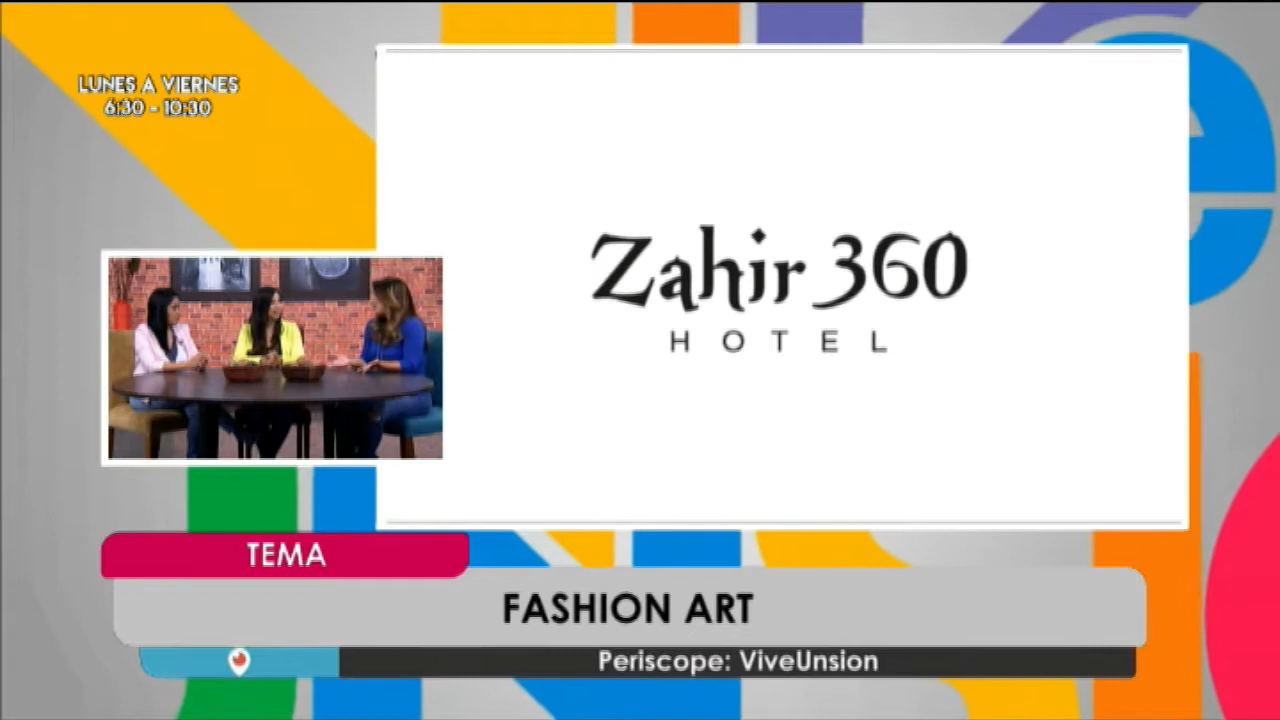 LUNES A VIERNES
6:30 - 10:30
Zahir 360
HOTEL
TEMA
FASHION ART
Periscope: ViveUnsion